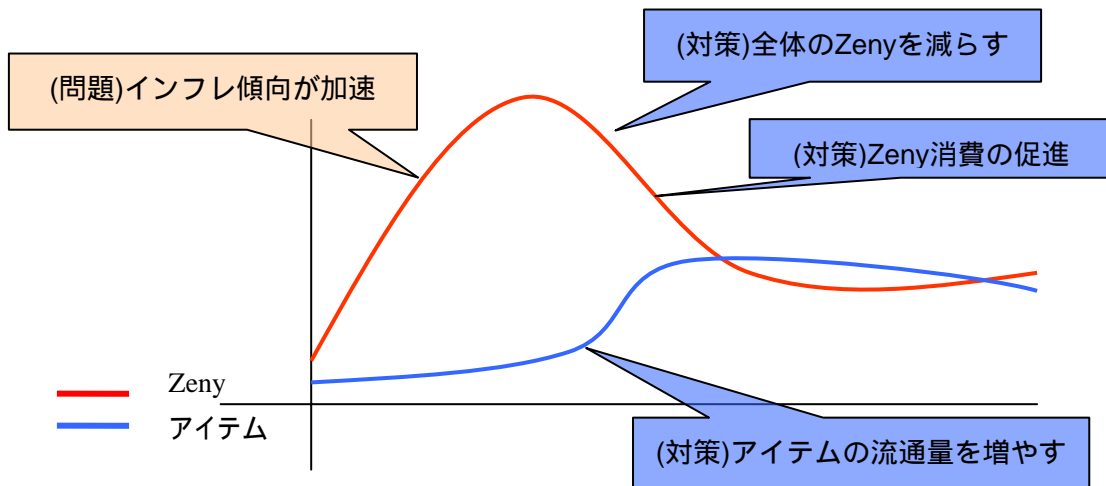 (対策)全体のZenyを減らす
(問題)インフレ傾向が加速
(対策)Zeny消費の促進
Zeny
アイテム
(対策)アイテムの流通量を増やす